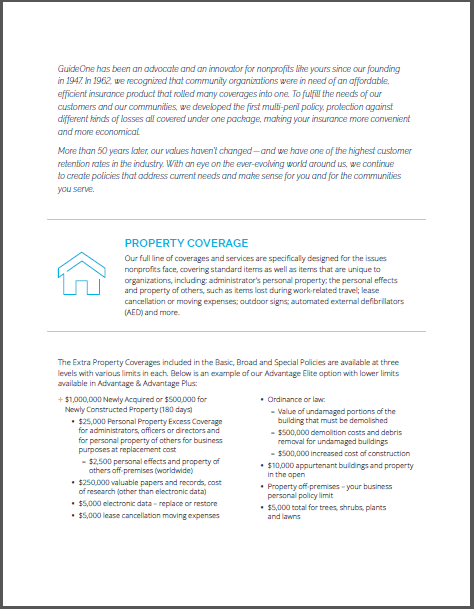 GuideOne has been an advocate and an innovator for nonprofits like yours since our founding
in 1947. In 1962, we recognized that community organizations were in need of an affordable,
efficient insurance product that rolled many coverages into one. To fulfill the needs of our
customers and our communities, we developed the first multi-peril policy, protection against
different kinds of losses all covered under one package, making your insurance more convenient
and more economical.
More than 50 years later, our values haven't changed—and we have one of the highest customer
retention rates in the industry. With an eye on the ever-evolving world around us, we continue
to create policies that address current needs and make sense for you and for the communities
you serve.
PROPERTY COVERAGE
Our full line of coverages and services are specifically designed for the issues
nonprofits face, covering standard items as well as items that are unique to
organizations, including: administrator's personal property; the personal effects
and property of others, such as items lost during work-related travel; lease
cancellation or moving expenses; outdoor signs; automated external defibrillators
(AED) and more.
The Extra Property Coverages included in the Basic, Broad and Special Policies are available at three
levels with various limits in each. Below is an example of our Advantage Elite option with lower limits
available in Advantage & Advantage Plus:
+ $1,000,000 Newly Acquired or $500,000 for
Newly Constructed Property (180 days)
• $25,000 Personal Property Excess Coverage
for administrators, officers or directors and
for personal property of others for business
purposes at replacement cost
– $2,500 personal effects and property of
others off-premises (worldwide)
• $250,000 valuable papers and records, cost
of research (other than electronic data)
• $5,000 electronic data – replace or restore
• $5,000 lease cancellation moving expenses
• Ordinance or law:
– Value of undamaged portions of the
building that must be demolished
– $500,000 demolition costs and debris
removal for undamaged buildings
– $500,000 increased cost of construction
• $10,000 appurtenant buildings and property
in the open
• Property off-premises – your business
personal policy limit
• $5,000 total for trees, shrubs, plants
and lawns